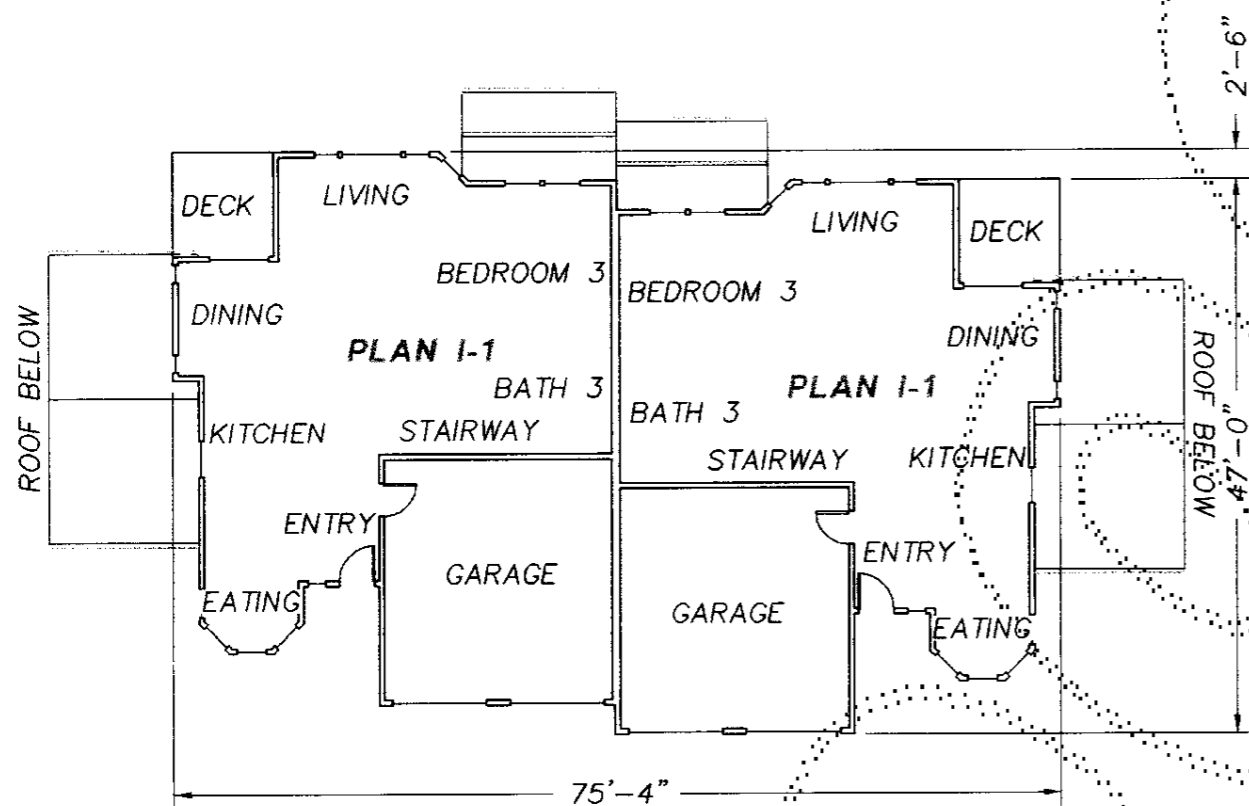 2'-6"
DECK
LIVING
LIVING
DECK
BEDROOM 3
BEDROOM 3
ROOF BELOW
DINING
DINING
PLAN I-1
PLAN I-1
BATH 3
BATH 3
ROOF BELOW
47'-0"
KITCHEN
STAIRWAY
STAIRWAY
KITCHEN
ENTRY
ENTRY
GARAGE
GARAGE
EATING
EATING
75'-4"